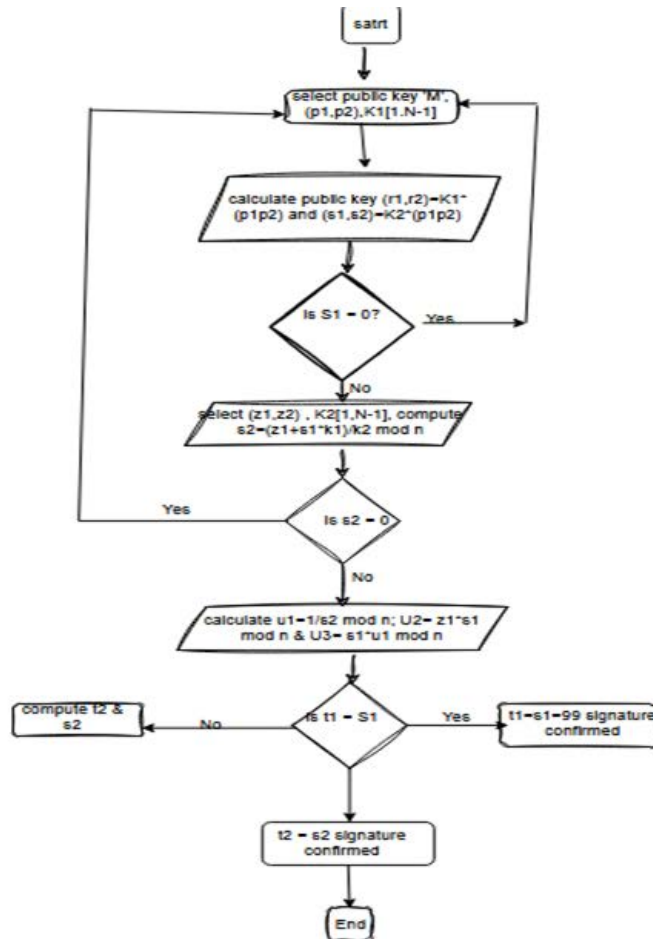 satrt
select public key 'M',
(p1,p2),K1[1.N-1]
calculate public key (r1,r2)=K1*
(p1p2) and (s1,s2)=K2*(p1p2)
Is S1 = 0?
Yes
No
select (z1,z2) , K2[1,N-1], compute
s2=(z1+s1*k1)/k2 mod n
Yes
Is s2 = 0
No
calculate u1=1/s2 mod n; U2= z1*s1
mod n & U3= s1*u1 mod n
compute t2 &
s2
No
Is t1 = S1
Yes
t1=s1=99 signature
confirmed
t2 = s2 signature
confirmed
End